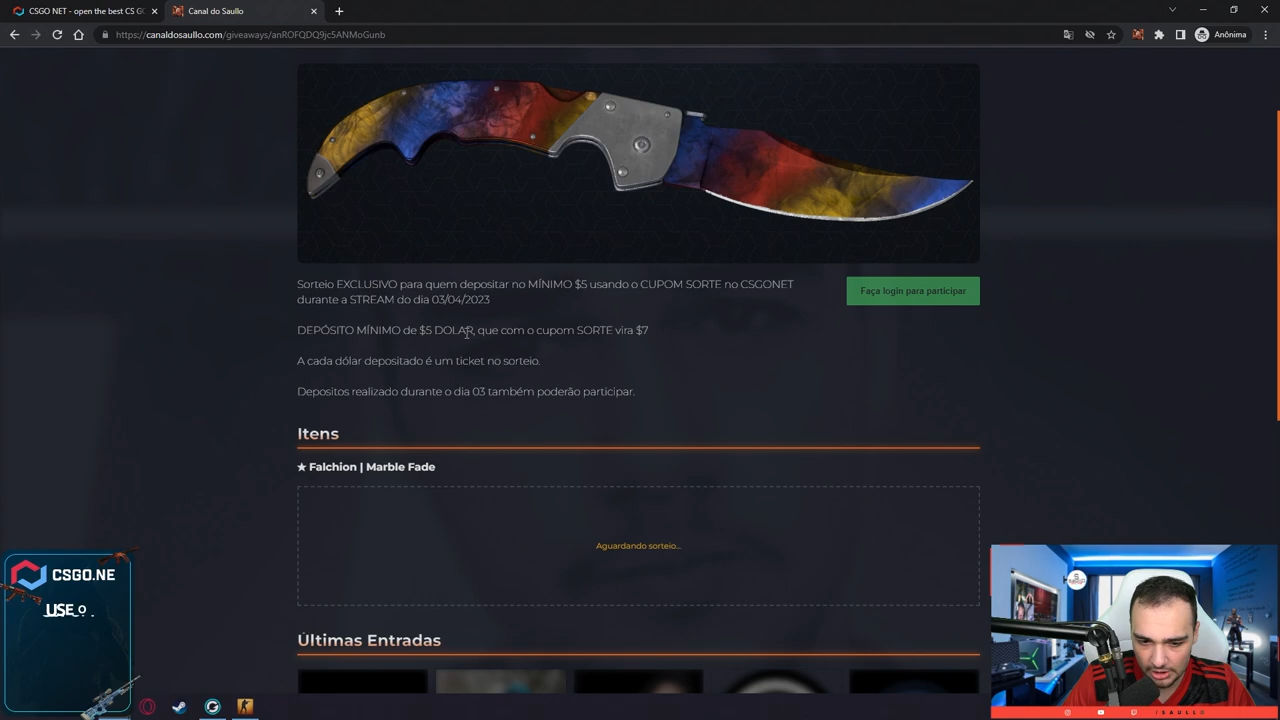 CSGO NET - open the best CS G
Canal do Saullo
https://canaldosaullo.com/giveaways/anROFQDQ9jc5ANMoGunb
Anônima
Sorteio EXCLUSIVO para quem depositar no MÍNIMO $5 usando o CUPOM SORTE no CSGONET
durante a STREAM do dia 03/04/2023
Faça login para participar
DEPÓSITO MÍNIMO de $5 DOLAR, que com o cupom SORTE vira $7
A cada dólar depositado é um ticket no sorteio.
Depositos realizado durante o dia 03 também poderão participar.
Itens
★ Falchion | Marble Fade
Aguardando sorteio...
CSGO.NE
USE O
Últimas Entradas
SAULLO